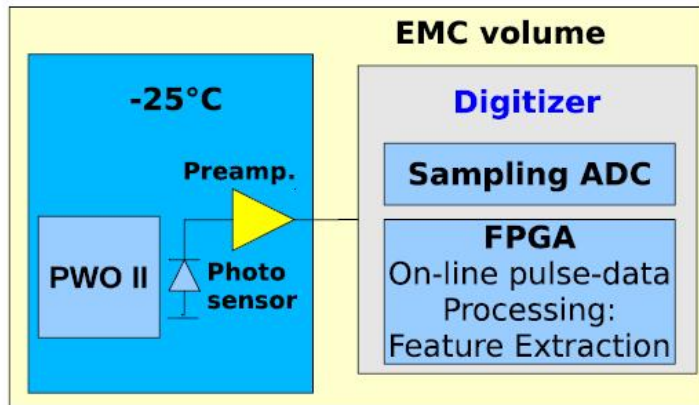 EMC volume
-25°C
Preamp.
PWO II
Photo
sensor
Digitizer
Sampling ADC
FPGA
On-line pulse-data
Processing:
Feature Extraction